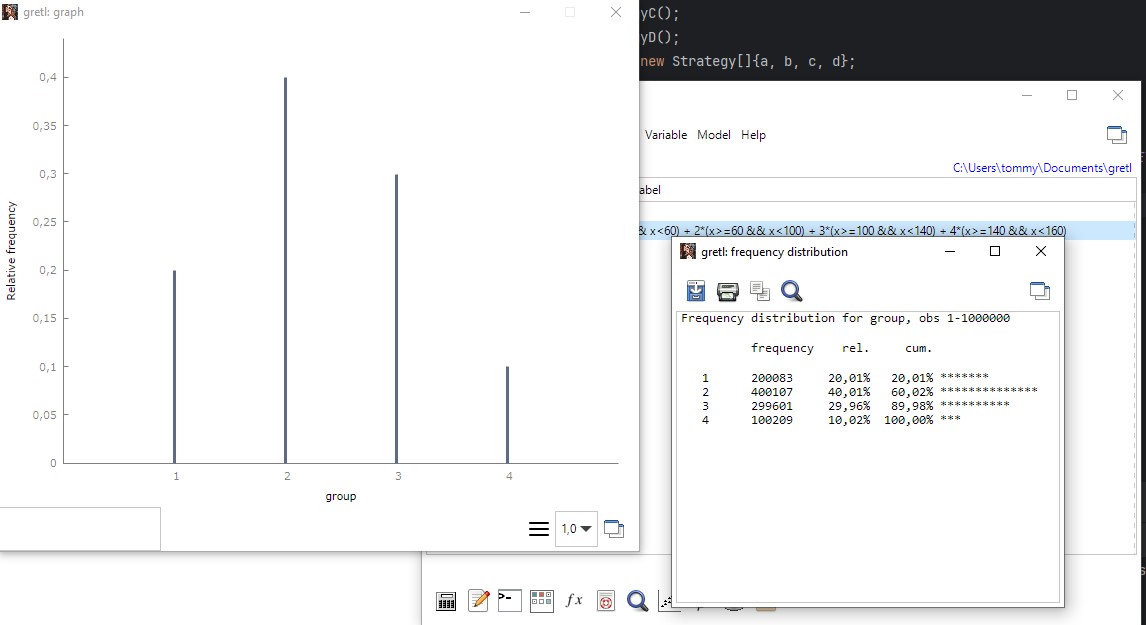 gretl: graph
0,4
0,35
0,3
0,25
0,2
0,15
0,1
0,05
0
Relative frequency
1 2 3 4
group
1,0
yC();
yD();
new Strategy[]{a, b, c, d};
Variable Model Help
C:\Users\tommy\Documents\gretl
abel
& x<60) + 2*(x>=60 && x<100) + 3*(x>=100 && x<140) + 4*(x>=140 && x<160)
gretl: frequency distribution
Frequency distribution for group, obs 1-1000000
frequency rel. cum.
1 200083 20,01% 20,01% *******
2 400107 40,01% 60,02% **************
3 299601 29,96% 89,98% **********
4 100209 10,02% 100,00% ***
fx